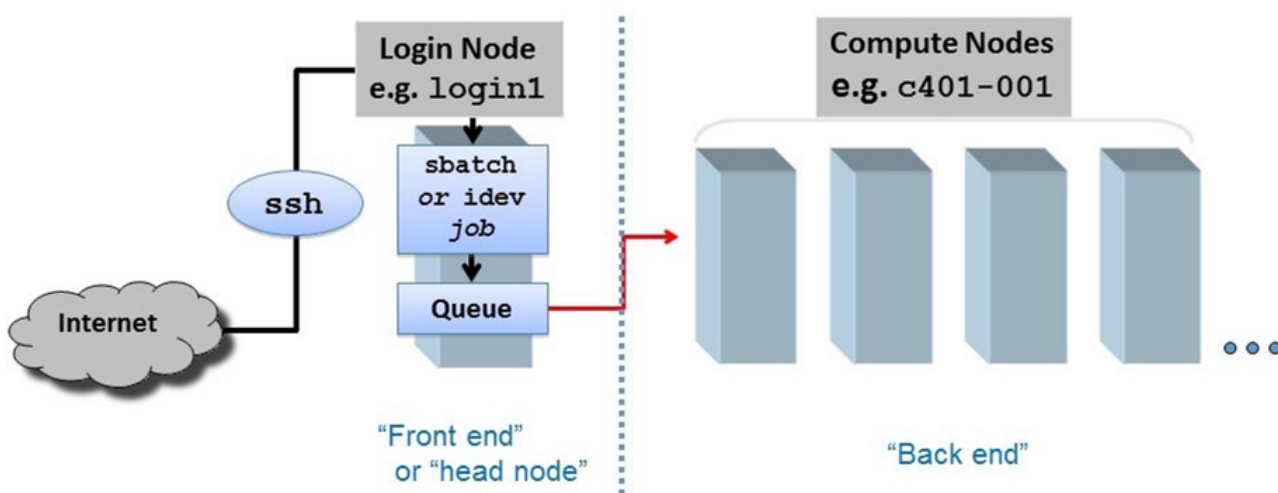 Login Node
e.g. login1
Compute Nodes
e.g. c401-001
sbatch
or idev
job
ssh
Queue
Internet
“Front end”
or “head node”
“Back end”